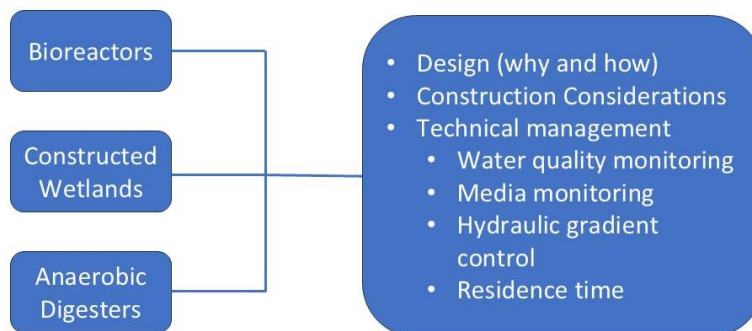 Bioreactors
Constructed
Wetlands
Anaerobic
Digesters
• Design (why and how)
• Construction Considerations
• Technical management
• Water quality monitoring
• Media monitoring
• Hydraulic gradient
control
• Residence time